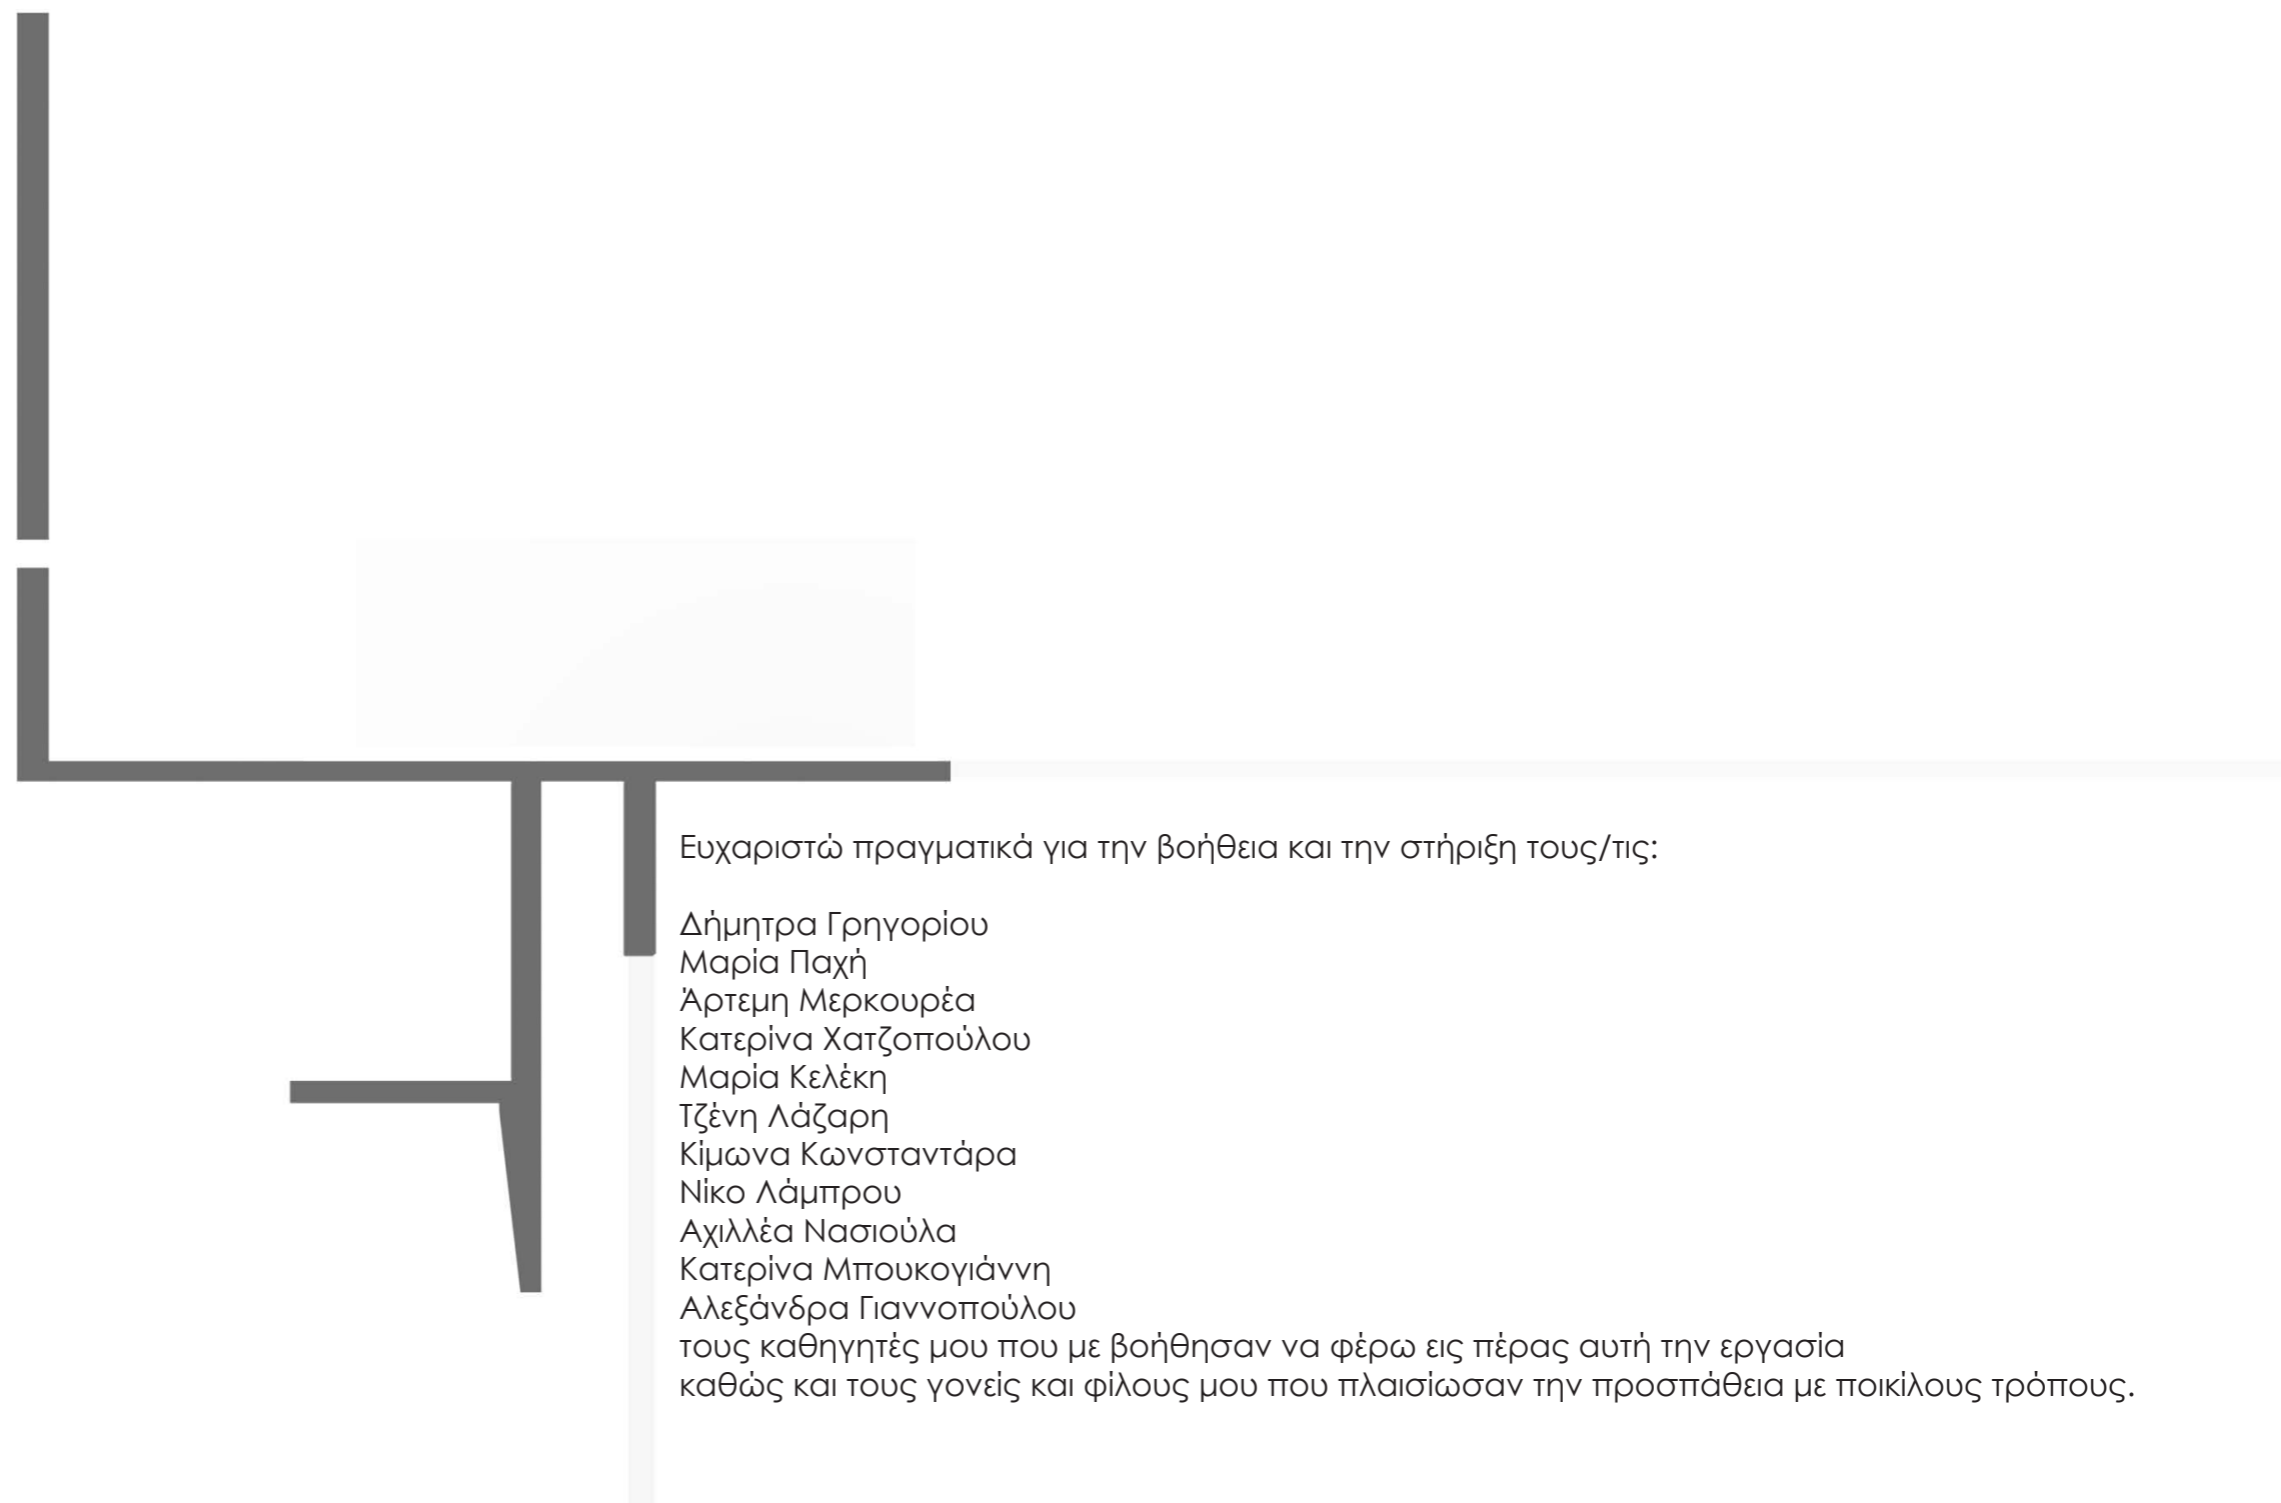 Ευχαριστώ πραγματικά για την βοήθεια και την στήριξη τους/τις:
Δήμητρα Γρηγορίου
Μαρία Παχή
Άρτεμη Μερκουρέα
Κατερίνα Χατζοπούλου
Μαρία Κελέκη
Τζένη Λάζαρη
Κίμωνα Κωνσταντάρα
Νίκο Λάμπρου
Αχιλλέα Νασιούλα
Κατερίνα Μπουκογιάννη
Αλεξάνδρα Γιαννοπούλου
τους καθηγητές μου που με βοήθησαν να φέρω εις πέρας αυτή την εργασία
καθώς και τους γονείς και φίλους μου που πλαισίωσαν την προσπάθεια με ποικίλους τρόπους.